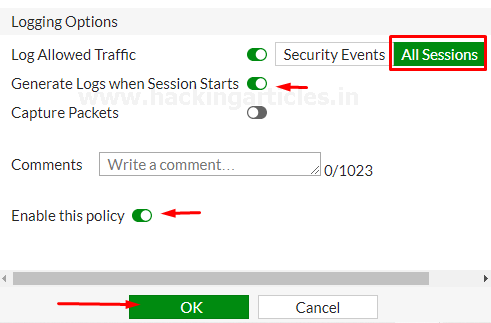 Logging Options
Log Allowed Traffic Security Events All Sessions
Generate Logs when Session Starts
www.hackingarticles.in
Capture Packets
Comments Write a comment... 0/1023
Enable this policy
OK Cancel